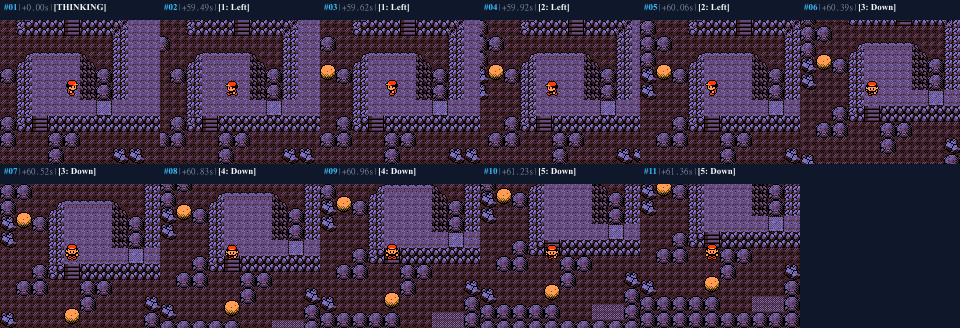 #01|+0.00s|[THINKING]
#02|+59.49s|[1: Left]
#03|+59.62s|[1: Left]
#04|+59.92s|[2: Left]
#05|+60.06s|[2: Left]
#06|+60.39s|[3: Down]
#07|+60.52s|[3: Down]
#08|+60.83s|[4: Down]
#09|+60.96s|[4: Down]
#10|+61.23s|[5: Down]
#11|+61.36s|[5: Down]